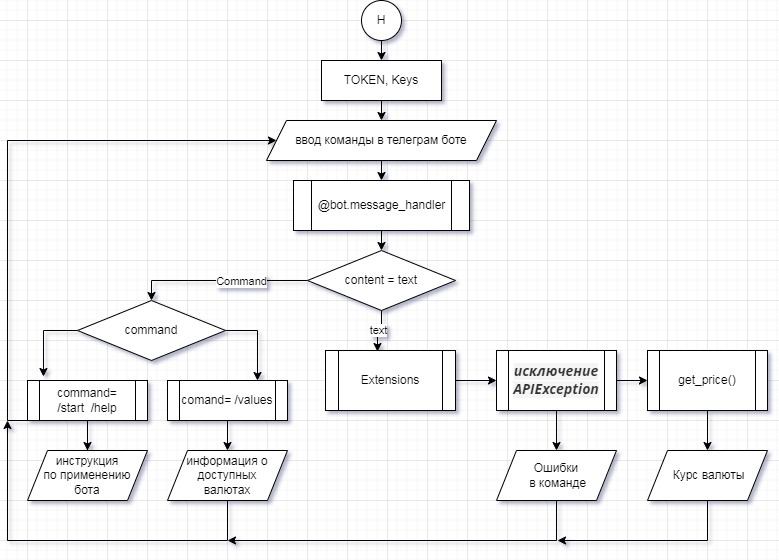 Н
TOKEN, Keys
ввод команды в телеграм боте
@bot.message_handler
content = text
Command
text
command
command=
/start /help
comand= /values
Extensions
исключение
APIException
get_price()
инструкция
по применению
бота
информация о
доступных
валютах
Ошибки
в команде
Курс валюты